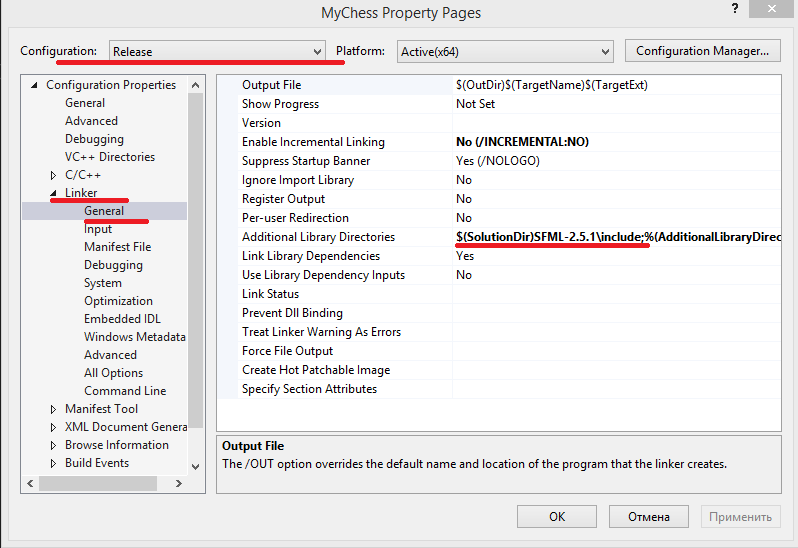 MyChess Property Pages
?
Configuration: Release Platform: Active(x64) Configuration Manager...
Configuration Properties
General
Advanced
Debugging
VC++ Directories
C/C++
Linker
General
Input
Manifest File
Debugging
System
Optimization
Embedded IDL
Windows Metadata
Advanced
All Options
Command Line
Manifest Tool
XML Document Genera
Browse Information
Build Events
Output File $(OutDir)$(TargetName)$(TargetExt)
Show Progress Not Set
Version
Enable Incremental Linking No (/INCREMENTAL:NO)
Suppress Startup Banner Yes (/NOLOGO)
Ignore Import Library No
Register Output No
Per-user Redirection No
Additional Library Directories $(SolutionDir)SFML-2.5.1\include;%(AdditionalLibraryDirec
Link Library Dependencies Yes
Use Library Dependency Inputs No
Link Status
Prevent Dll Binding
Treat Linker Warning As Errors
Force File Output
Create Hot Patchable Image
Specify Section Attributes
Output File
The /OUT option overrides the default name and location of the program that the linker creates.
OK Отмена Применить